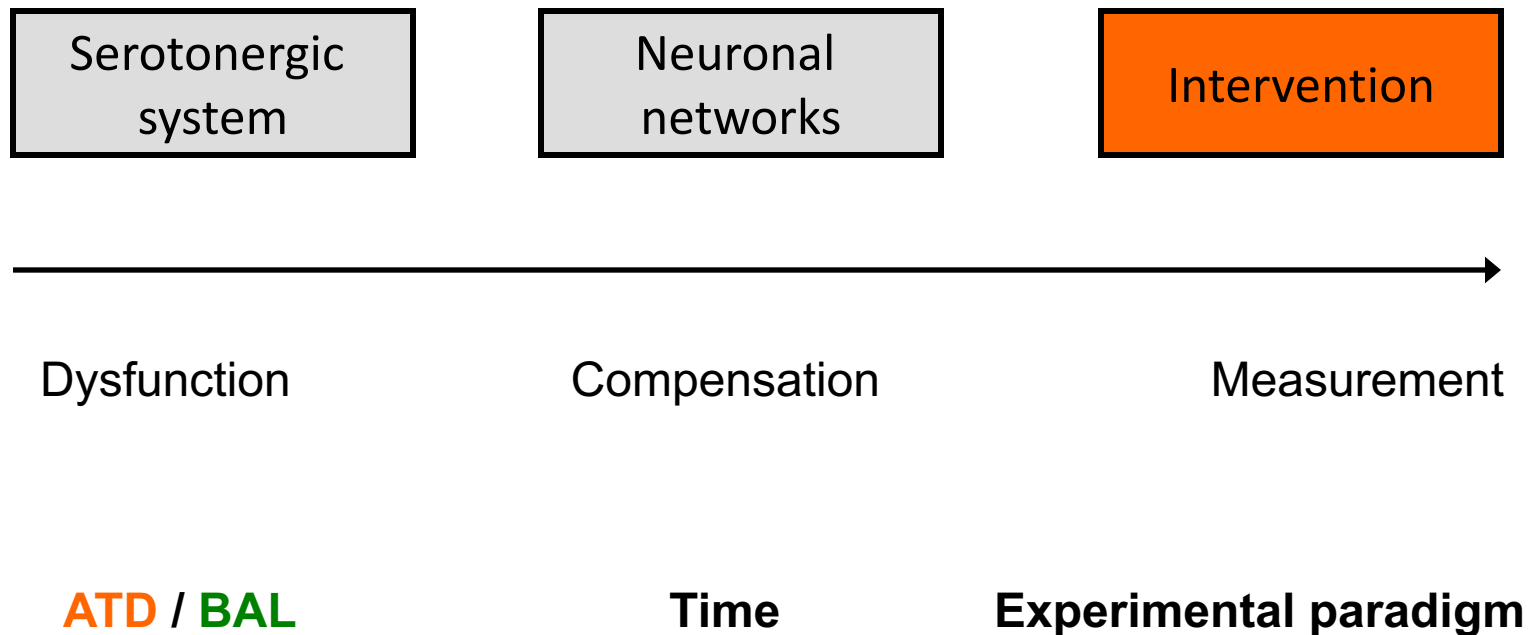 Serotonergic
system
Neuronal
networks
Intervention
Dysfunction
Compensation
Measurement
ATD / BAL
Time
Experimental paradigm